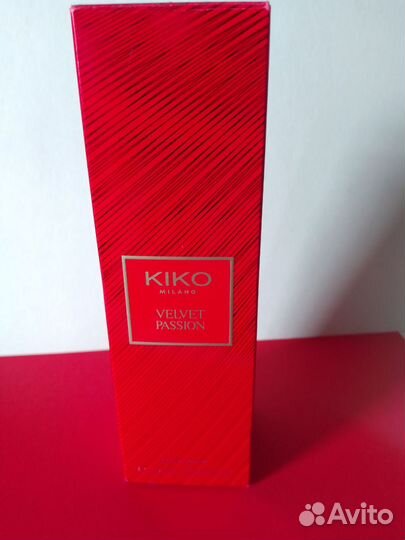 KIKO
MILANO
VELVET
PASSION
Avito